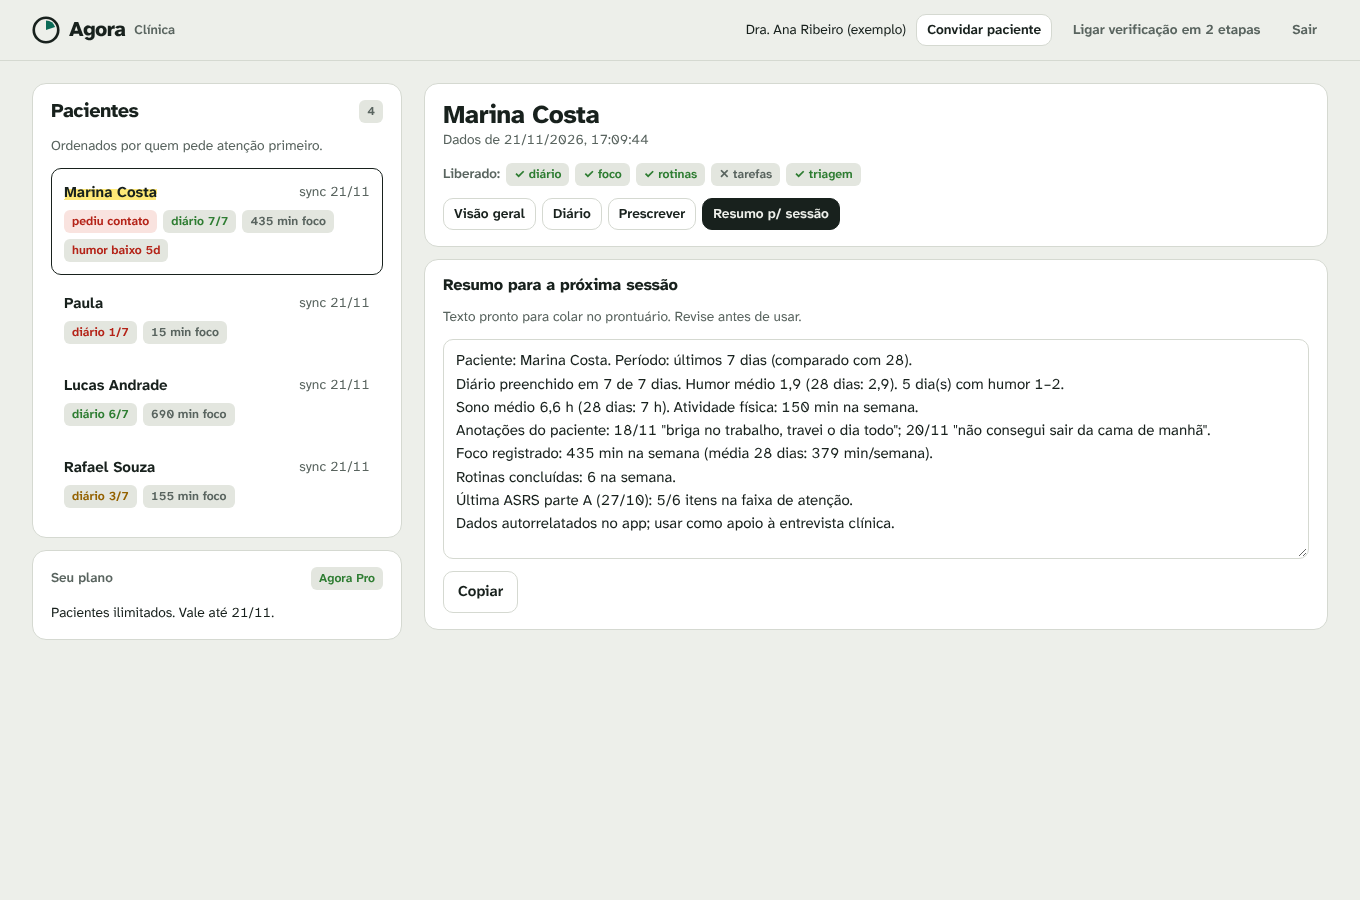 Agora Clínica
Dra. Ana Ribeiro (exemplo) Convidar paciente Ligar verificação em 2 etapas Sair
Pacientes 4
Ordenados por quem pede atenção primeiro.
Marina Costa sync 21/11
pediu contato diário 7/7 435 min foco
humor baixo 5d
Paula sync 21/11
diário 1/7 15 min foco
Lucas Andrade sync 21/11
diário 6/7 690 min foco
Rafael Souza sync 21/11
diário 3/7 155 min foco
Seu plano Agora Pro
Pacientes ilimitados. Vale até 21/11.
Marina Costa
Dados de 21/11/2026, 17:09:44
Liberado: ✓ diário ✓ foco ✓ rotinas ✕ tarefas ✓ triagem
Visão geral Diário Prescrever Resumo p/ sessão
Resumo para a próxima sessão
Texto pronto para colar no prontuário. Revise antes de usar.
Paciente: Marina Costa. Período: últimos 7 dias (comparado com 28).
Diário preenchido em 7 de 7 dias. Humor médio 1,9 (28 dias: 2,9). 5 dia(s) com humor 1–2.
Sono médio 6,6 h (28 dias: 7 h). Atividade física: 150 min na semana.
Anotações do paciente: 18/11 "briga no trabalho, travei o dia todo"; 20/11 "não consegui sair da cama de manhã".
Foco registrado: 435 min na semana (média 28 dias: 379 min/semana).
Rotinas concluídas: 6 na semana.
Última ASRS parte A (27/10): 5/6 itens na faixa de atenção.
Dados autorrelatados no app; usar como apoio à entrevista clínica.
Copiar